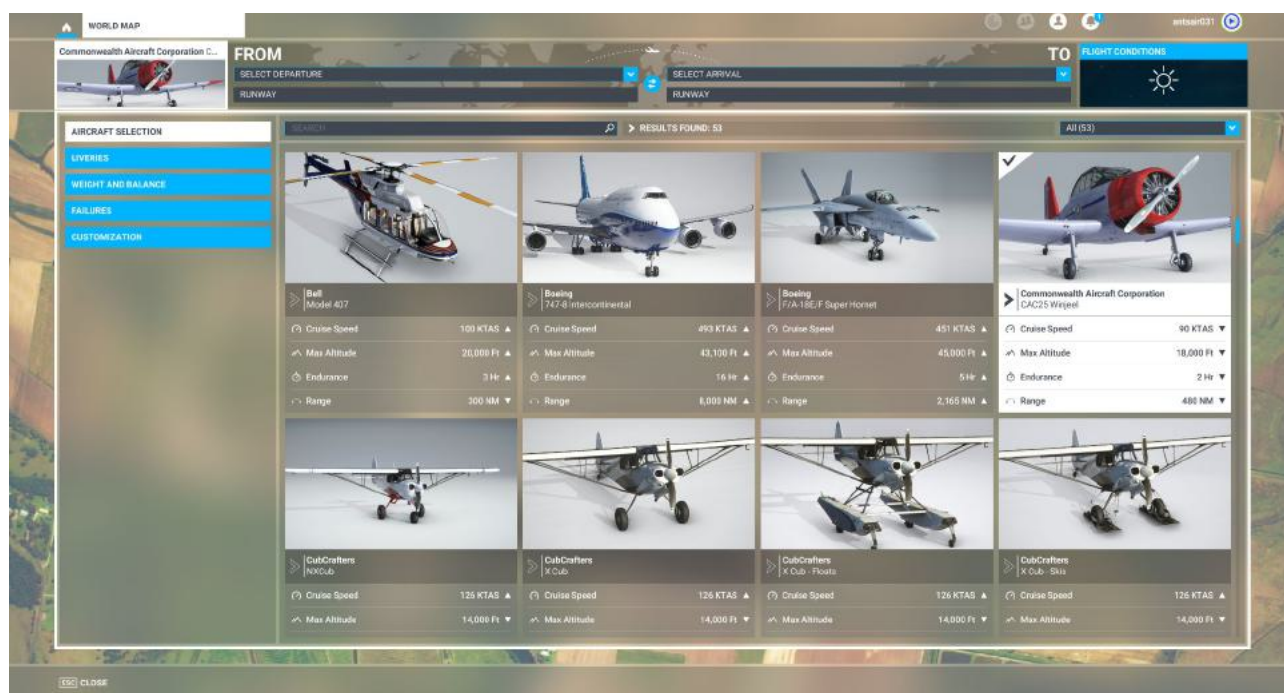 WORLD MAP
antsair031
Commonwealth Aircraft Corporation C...
FROM
TO
FLIGHT CONDITIONS
SELECT DEPARTURE
SELECT ARRIVAL
RUNWAY
RUNWAY
AIRCRAFT SELECTION
SEARCH
RESULTS FOUND: 53
All (53)
LIVERIES
WEIGHT AND BALANCE
FAILURES
CUSTOMIZATION
Bell
Model 407
Cruise Speed 100 KTAS
Max Altitude 20,000 Ft
Endurance 3 Hr
Range 300 NM
Boeing
747-8 Intercontinental
Cruise Speed 493 KTAS
Max Altitude 43,100 Ft
Endurance 16 Hr
Range 8,000 NM
Boeing
F/A-18E/F Super Hornet
Cruise Speed 451 KTAS
Max Altitude 45,000 Ft
Endurance 5 Hr
Range 2,165 NM
Commonwealth Aircraft Corporation
CAC25 Winjeel
Cruise Speed 90 KTAS
Max Altitude 18,000 Ft
Endurance 2 Hr
Range 480 NM
CubCrafters
NXCub
Cruise Speed 126 KTAS
Max Altitude 14,000 Ft
CubCrafters
X Cub
Cruise Speed 126 KTAS
Max Altitude 14,000 Ft
CubCrafters
X Cub - Floats
Cruise Speed 126 KTAS
Max Altitude 14,000 Ft
CubCrafters
X Cub - Skis
Cruise Speed 126 KTAS
Max Altitude 14,000 Ft
ESC CLOSE